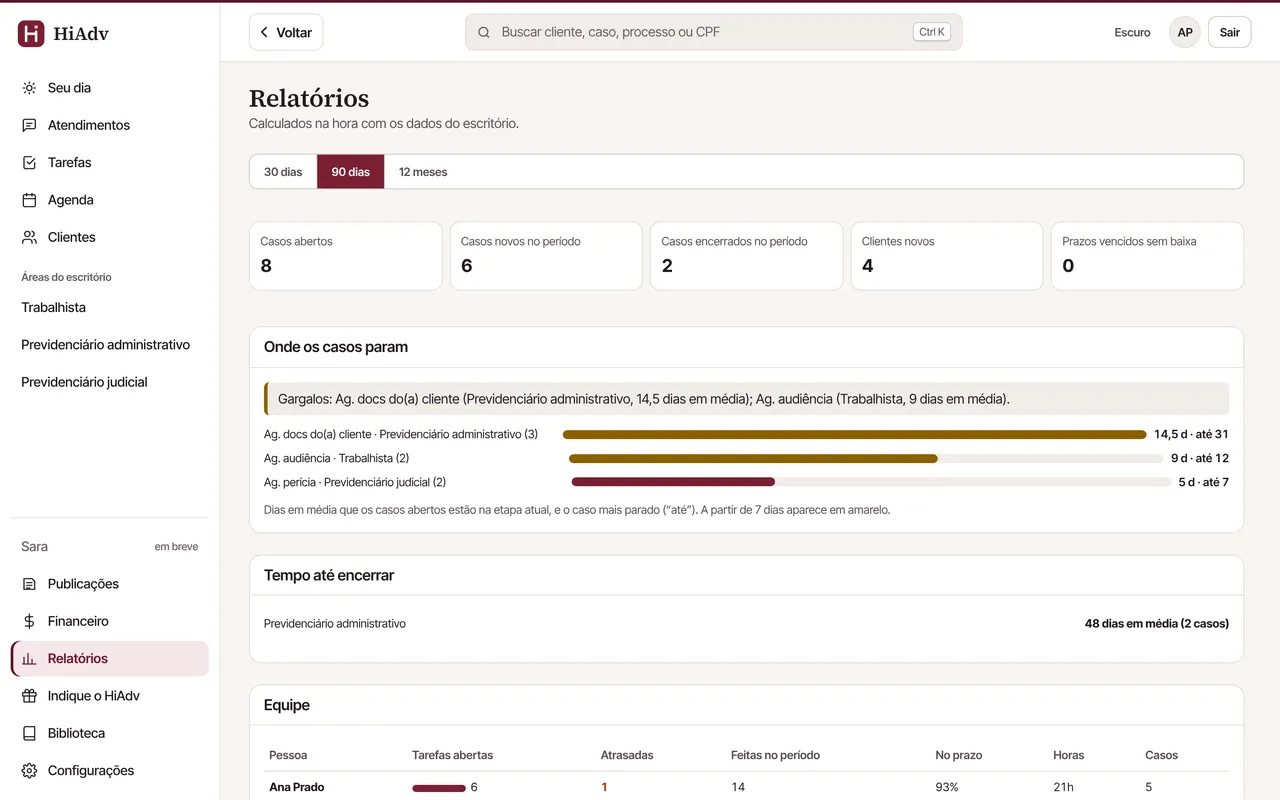 HiAdv
Voltar
Buscar cliente, caso, processo ou CPF
Ctrl K
Escuro
AP
Sair
Seu dia
Atendimentos
Tarefas
Agenda
Clientes
Áreas do escritório
Trabalhista
Previdenciário administrativo
Previdenciário judicial
Sara
em breve
Publicações
Financeiro
Relatórios
Indique o HiAdv
Biblioteca
Configurações
Relatórios
Calculados na hora com os dados do escritório.
30 dias
90 dias
12 meses
Casos abertos
8
Casos novos no período
6
Casos encerrados no período
2
Clientes novos
4
Prazos vencidos sem baixa
0
Onde os casos param
Gargalos: Ag. docs do(a) cliente (Previdenciário administrativo, 14,5 dias em média); Ag. audiência (Trabalhista, 9 dias em média).
Ag. docs do(a) cliente · Previdenciário administrativo (3) 14,5 d · até 31
Ag. audiência · Trabalhista (2) 9 d · até 12
Ag. perícia · Previdenciário judicial (2) 5 d · até 7
Dias em média que os casos abertos estão na etapa atual, e o caso mais parado (“até”). A partir de 7 dias aparece em amarelo.
Tempo até encerrar
Previdenciário administrativo 48 dias em média (2 casos)
Equipe
Pessoa Tarefas abertas Atrasadas Feitas no período No prazo Horas Casos
Ana Prado 6 1 14 93% 21h 5